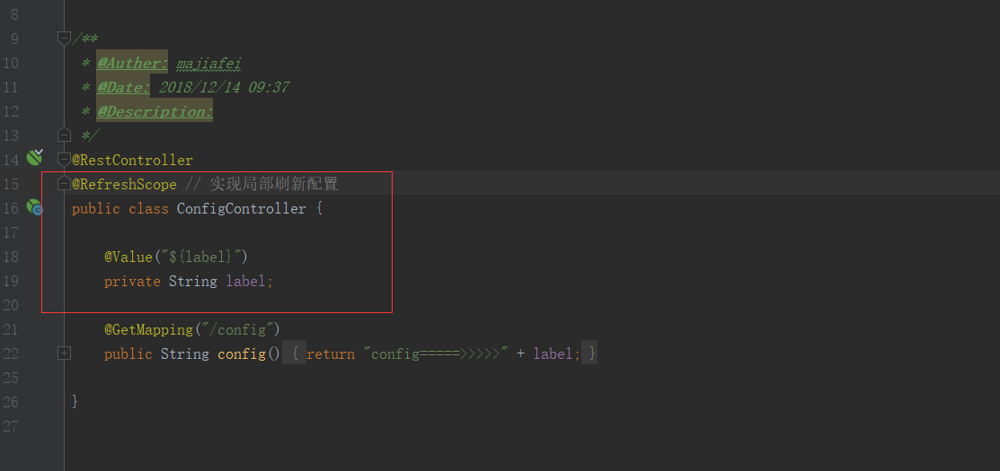 8
9 /**
10 * @Auther: majiafei
11 * @Date: 2018/12/14 09:37
12 * @Description:
13 */
14 @RestController
15 @RefreshScope // 实现局部刷新配置
16 public class ConfigController {
17
18 @Value("${label}")
19 private String label;
20
21 @GetMapping("/config")
22 public String config() { return "config=====>>>>>" + label; }
25
26 }
27